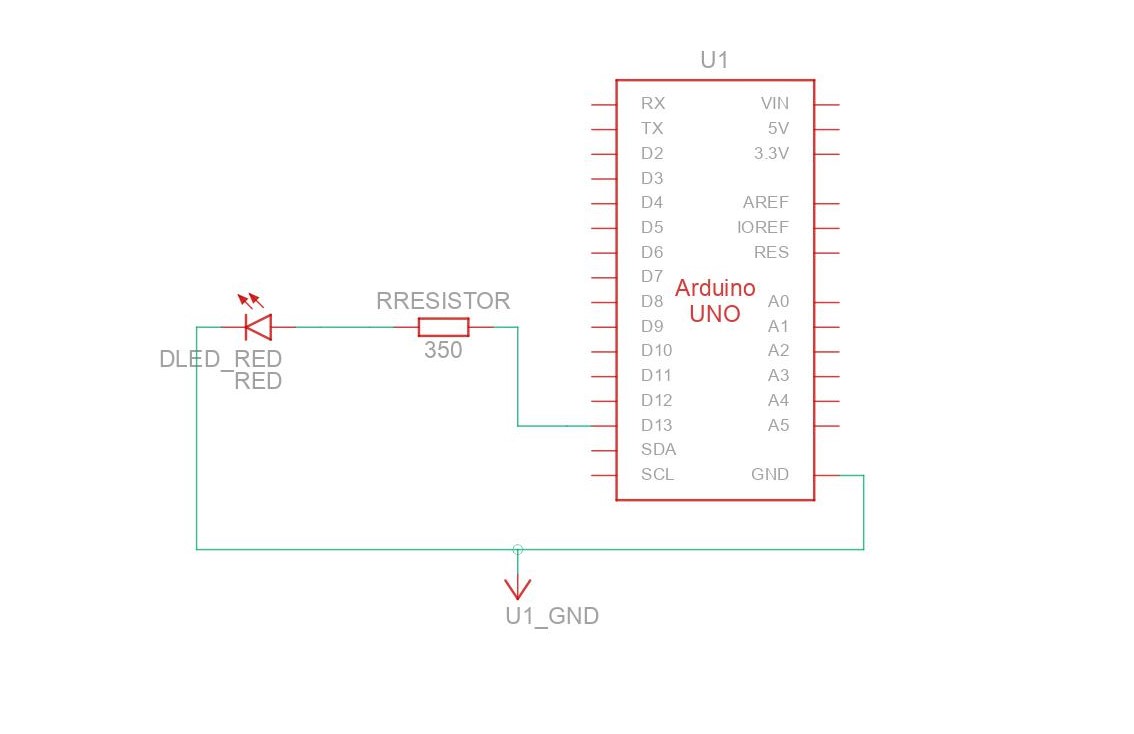 U1
RX
TX
D2
D3
D4
D5
D6
D7
D8
D9
D10
D11
D12
D13
SDA
SCL
VIN
5V
3.3V
AREF
IOREF
RES
Arduino
UNO
A0
A1
A2
A3
A4
A5
GND
RRESISTOR
350
DLED_RED
RED
U1_GND